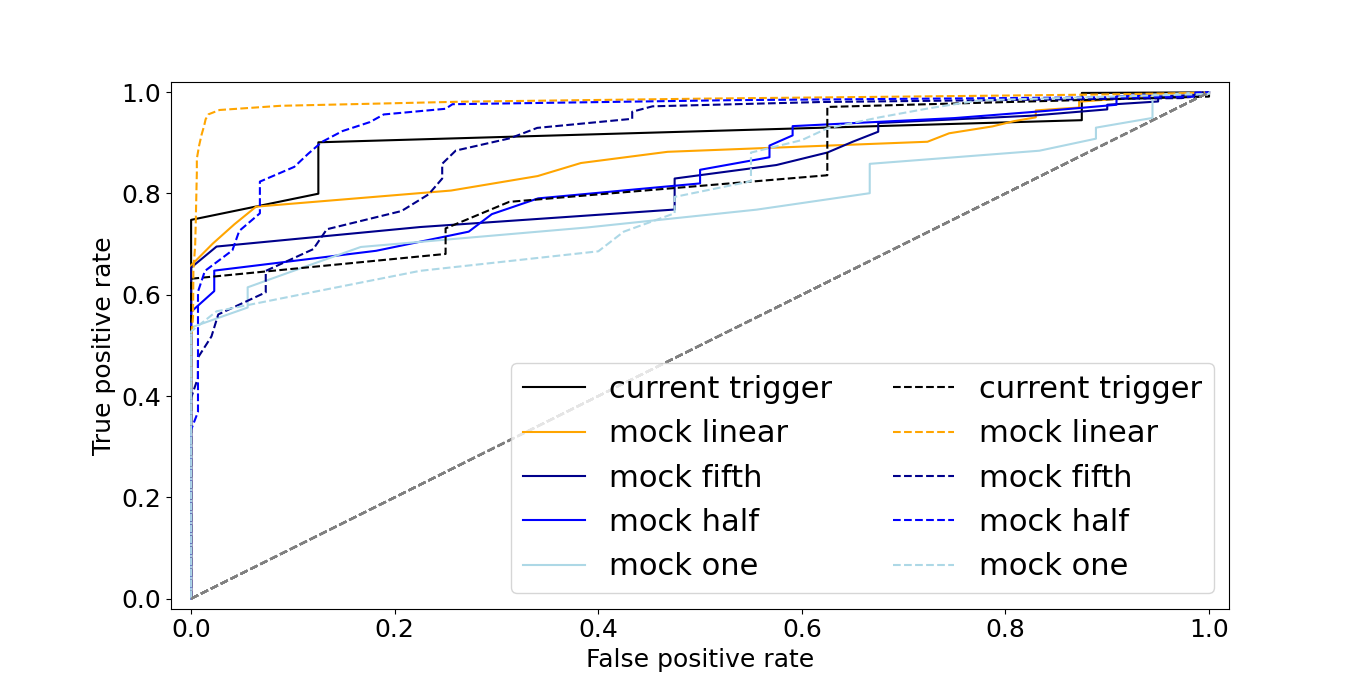 1.0
0.8
0.6
0.4
0.2
0.0
True positive rate
current trigger current trigger
mock linear mock linear
mock fifth mock fifth
mock half mock half
mock one mock one
0.0 0.2 0.4 0.6 0.8 1.0
False positive rate